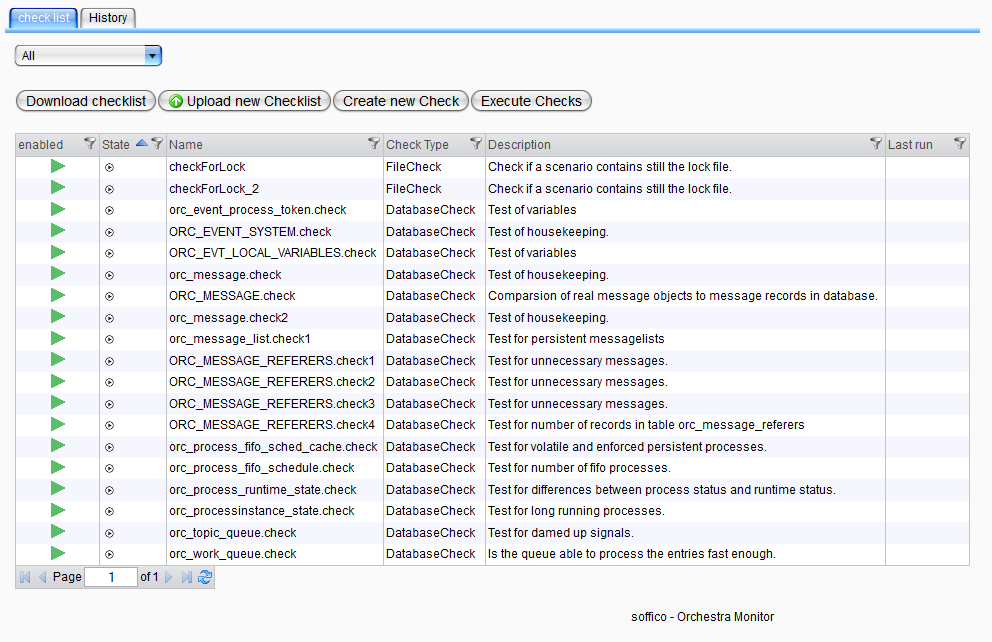 check list History
All
Download checklist Upload new Checklist Create new Check Execute Checks
enabled State Name Check Type Description Last run
checkForLock FileCheck Check if a scenario contains still the lock file.
checkForLock_2 FileCheck Check if a scenario contains still the lock file.
orc_event_process_token.check DatabaseCheck Test of variables
ORC_EVENT_SYSTEM.check DatabaseCheck Test of housekeeping.
ORC_EVT_LOCAL_VARIABLES.check DatabaseCheck Test of variables
orc_message.check DatabaseCheck Test of housekeeping.
ORC_MESSAGE.check DatabaseCheck Comparsion of real message objects to message records in database.
orc_message.check2 DatabaseCheck Test of housekeeping.
orc_message_list.check1 DatabaseCheck Test for persistent messagelists
ORC_MESSAGE_REFERERS.check1 DatabaseCheck Test for unnecessary messages.
ORC_MESSAGE_REFERERS.check2 DatabaseCheck Test for unnecessary messages.
ORC_MESSAGE_REFERERS.check3 DatabaseCheck Test for unnecessary messages.
ORC_MESSAGE_REFERERS.check4 DatabaseCheck Test for number of records in table orc_message_referers
orc_process_fifo_sched_cache.check DatabaseCheck Test for volatile and enforced persistent processes.
orc_process_fifo_schedule.check DatabaseCheck Test for number of fifo processes.
orc_process_runtime_state.check DatabaseCheck Test for differences between process status and runtime status.
orc_processinstance_state.check DatabaseCheck Test for long running processes.
orc_topic_queue.check DatabaseCheck Test for damed up signals.
orc_work_queue.check DatabaseCheck Is the queue able to process the entries fast enough.
Page 1 of 1
soffico - Orchestra Monitor